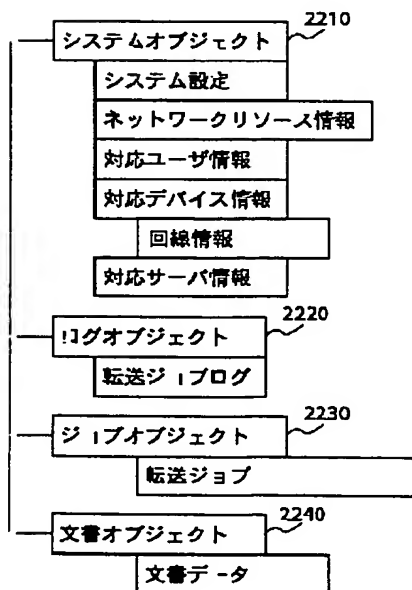 システムオブジェクト 2210
システム設定
ネットワークリソース情報
対応ユーザ情報
対応デバイス情報
回線情報
対応サーバ情報
ログオブジェクト 2220
転送ジョブログ
ジョブオブジェクト 2230
転送ジョブ
文書オブジェクト 2240
文書データ